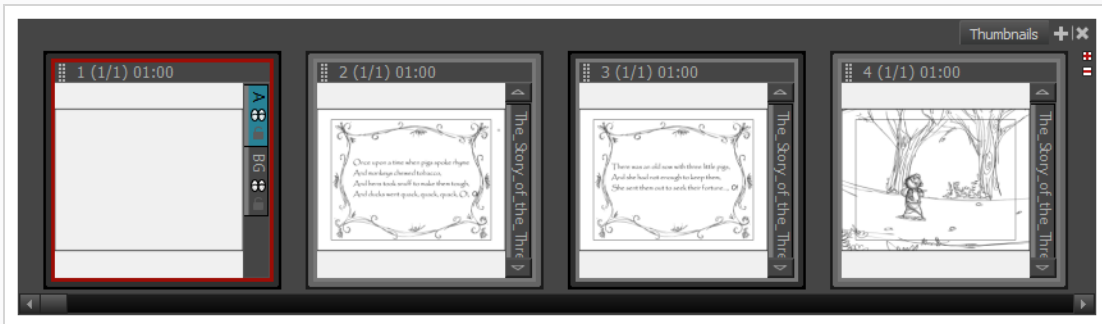 Thumbnails
1 (1/1) 01:00
A
BG
2 (1/1) 01:00
Once upon a time when pigs spoke rhyme
And monkeys chewed tobacco,
And hens took snuff to make them tough,
And ducks went quack, quack, quack, O!
The_Story_of_the_Thre
3 (1/1) 01:00
There was an old sow with three little pigs,
And she had not enough to keep them,
She sent them out to seek their fortune...
The_Story_of_the_Thre
4 (1/1) 01:00
The_Story_of_the_Thre